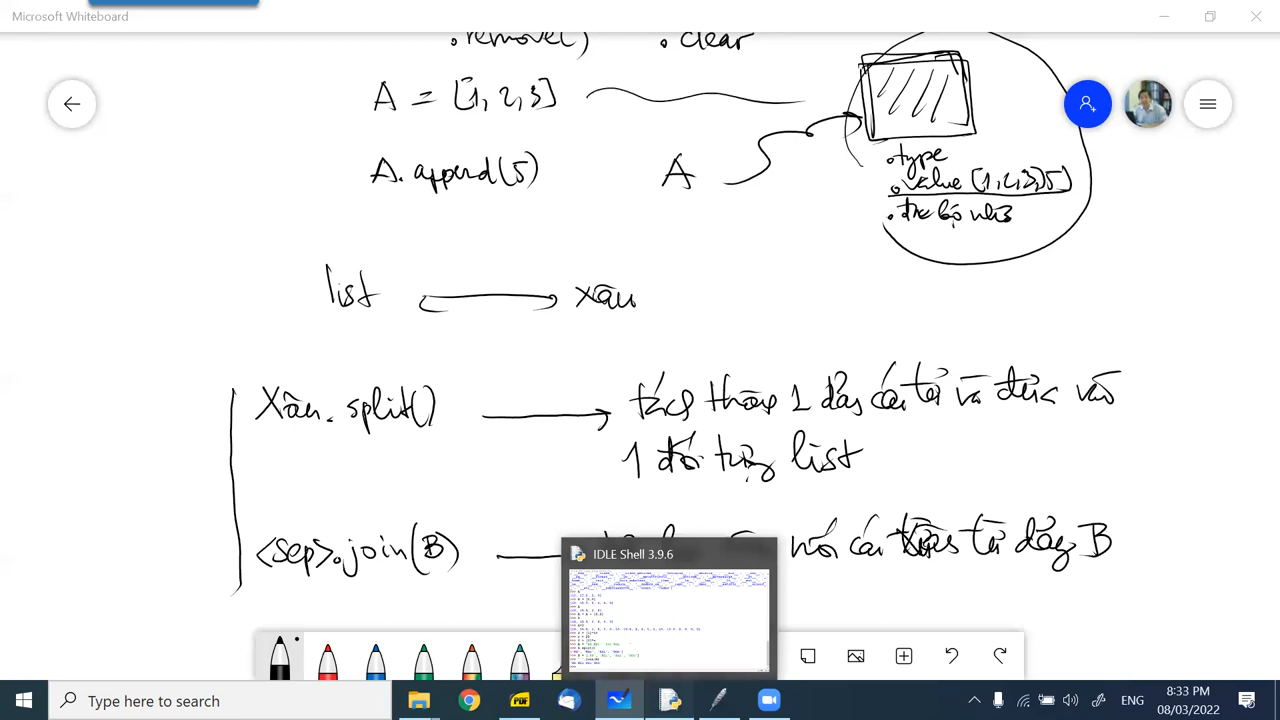 Microsoft Whiteboard
.remove() .clear
A = [1, 2, 3]
A.append(5) A
.type
.value [1,2,3,5]
list xâu
Xâu.split() tách thành 1 dãy các từ và đưa vào
1 đối tượng list
<sep>.join(B) nối các từ dãy B
IDLE Shell 3.9.6
Type here to search
PDF
ENG
8:33 PM
08/03/2022